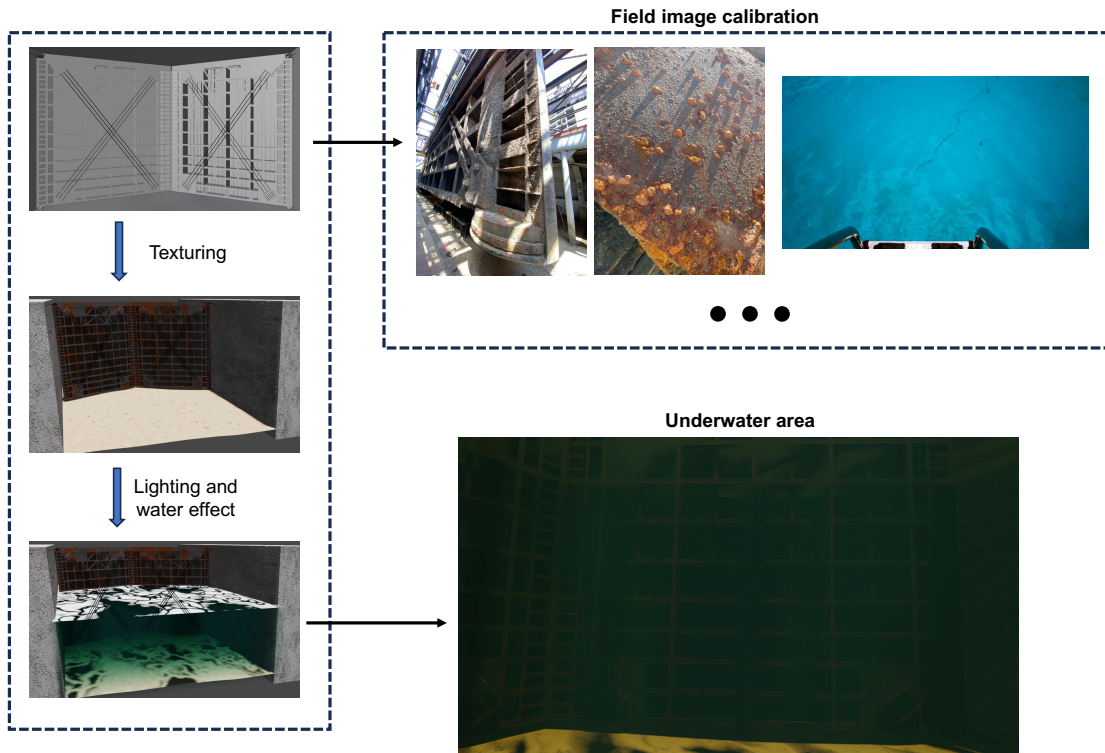 Field image calibration
Texturing
Underwater area
Lighting and
water effect